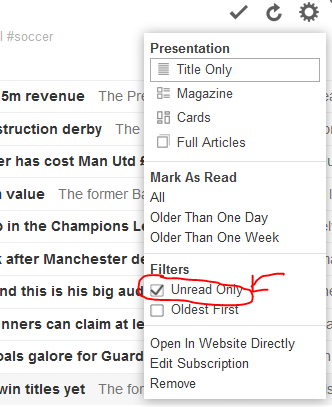 l #soccer
Presentation
Title Only
Magazine
Cards
Full Articles
Mark As Read
All
Older Than One Day
Older Than One Week
Filters
Unread Only
Oldest First
Open In Website Directly
Edit Subscription
Remove
5m revenue The Pre
struction derby The
er has cost Man Utd £
n value The former Ba
p in the Champions Le
k after Manchester de
nd this is his big aud
nners can claim at le
oals galore for Guard
win titles yet The for